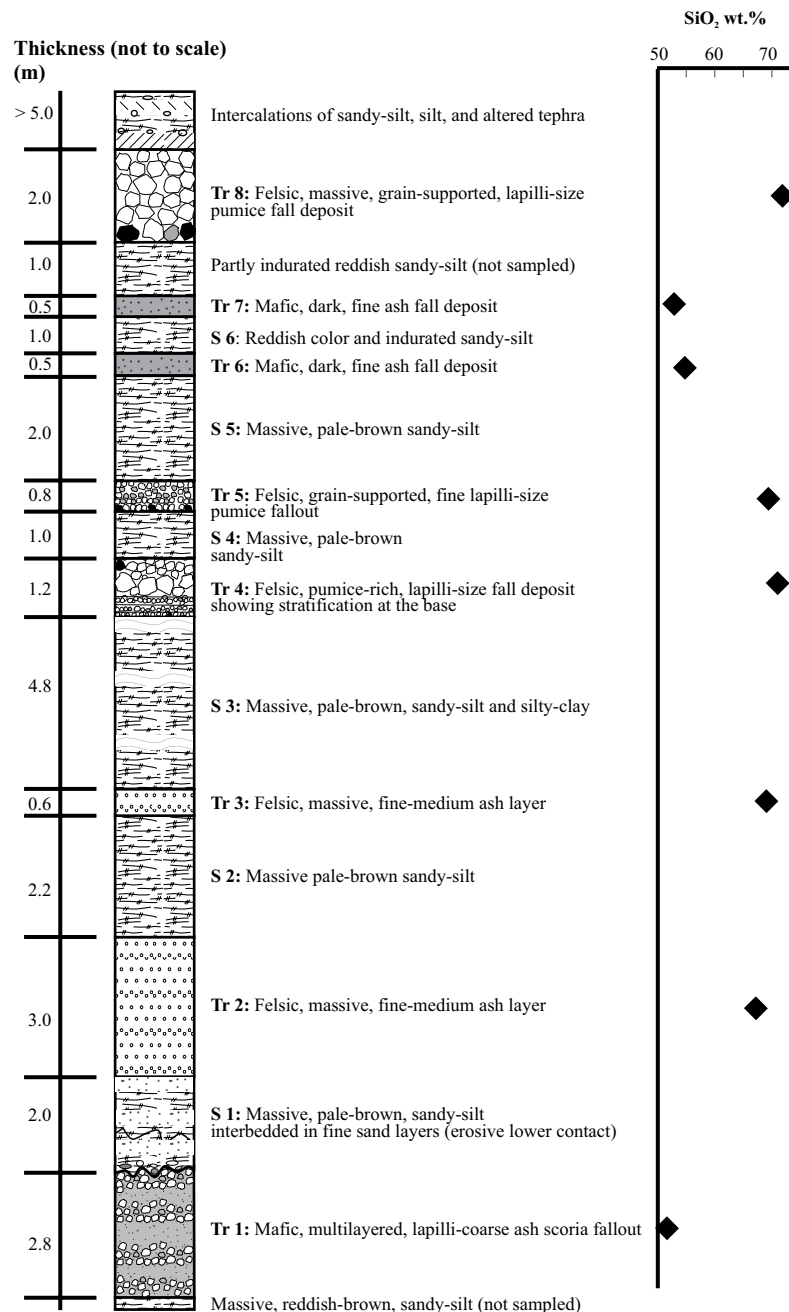 SiO₂ wt.%
Thickness (not to scale)
(m)
50 60 70
> 5.0 Intercalations of sandy-silt, silt, and altered tephra
2.0 Tr 8: Felsic, massive, grain-supported, lapilli-size
pumice fall deposit
1.0 Partly indurated reddish sandy-silt (not sampled)
0.5 Tr 7: Mafic, dark, fine ash fall deposit
1.0 S 6: Reddish color and indurated sandy-silt
0.5 Tr 6: Mafic, dark, fine ash fall deposit
2.0 S 5: Massive, pale-brown sandy-silt
0.8 Tr 5: Felsic, grain-supported, fine lapilli-size
pumice fallout
1.0 S 4: Massive, pale-brown
sandy-silt
1.2 Tr 4: Felsic, pumice-rich, lapilli-size fall deposit
showing stratification at the base
4.8 S 3: Massive, pale-brown, sandy-silt and silty-clay
0.6 Tr 3: Felsic, massive, fine-medium ash layer
2.2 S 2: Massive pale-brown sandy-silt
3.0 Tr 2: Felsic, massive, fine-medium ash layer
2.0 S 1: Massive, pale-brown, sandy-silt
interbedded in fine sand layers (erosive lower contact)
2.8 Tr 1: Mafic, multilayered, lapilli-coarse ash scoria fallout
Massive, reddish-brown, sandy-silt (not sampled)